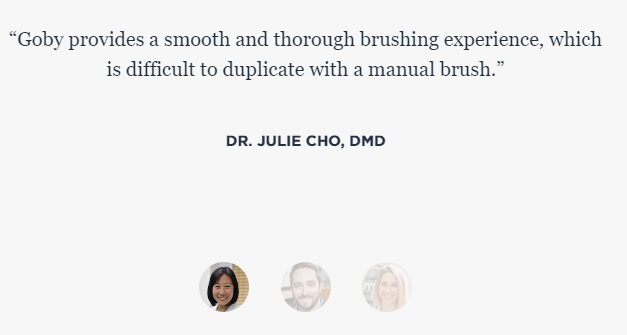 “Goby provides a smooth and thorough brushing experience, which
is difficult to duplicate with a manual brush.”
DR. JULIE CHO, DMD